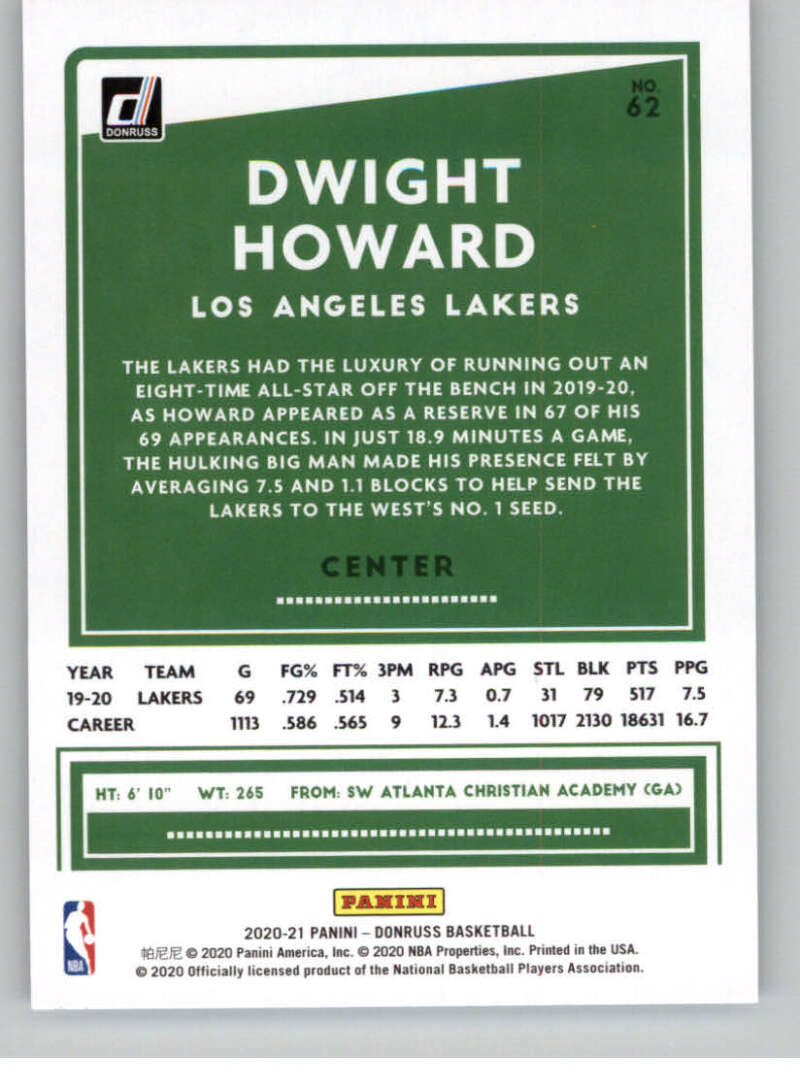 DONRUSS
NO.
62
DWIGHT
HOWARD
LOS ANGELES LAKERS
THE LAKERS HAD THE LUXURY OF RUNNING OUT AN
EIGHT-TIME ALL-STAR OFF THE BENCH IN 2019-20,
AS HOWARD APPEARED AS A RESERVE IN 67 OF HIS
69 APPEARANCES. IN JUST 18.9 MINUTES A GAME,
THE HULKING BIG MAN MADE HIS PRESENCE FELT BY
AVERAGING 7.5 AND 1.1 BLOCKS TO HELP SEND THE
LAKERS TO THE WEST'S NO. 1 SEED.
CENTER
YEAR TEAM G FG% FT% 3PM RPG APG STL BLK PTS PPG
19-20 LAKERS 69 .729 .514 3 7.3 0.7 31 79 517 7.5
CAREER 1113 .586 .565 9 12.3 1.4 1017 2130 18631 16.7
HT: 6' 10" WT: 265 FROM: SW ATLANTA CHRISTIAN ACADEMY (GA)
PANINI
2020-21 PANINI – DONRUSS BASKETBALL
帕尼尼 © 2020 Panini America, Inc. © 2020 NBA Properties, Inc. Printed in the USA.
© 2020 Officially licensed product of the National Basketball Players Association.
NBA